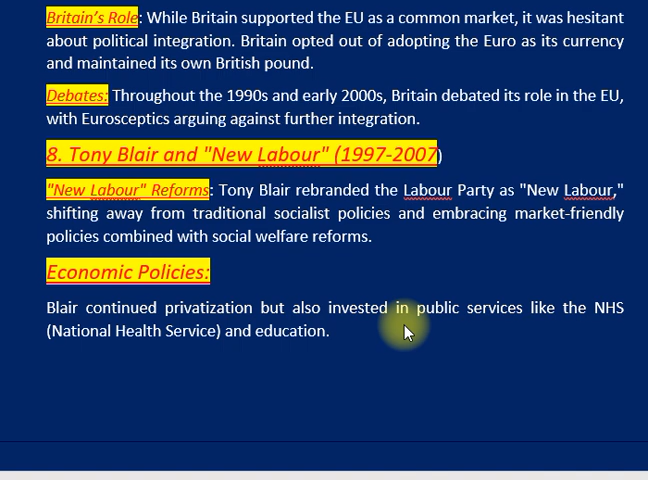 Britain's Role: While Britain supported the EU as a common market, it was hesitant
about political integration. Britain opted out of adopting the Euro as its currency
and maintained its own British pound.
Debates: Throughout the 1990s and early 2000s, Britain debated its role in the EU,
with Eurosceptics arguing against further integration.
8. Tony Blair and "New Labour" (1997-2007)
"New Labour" Reforms: Tony Blair rebranded the Labour Party as "New Labour,"
shifting away from traditional socialist policies and embracing market-friendly
policies combined with social welfare reforms.
Economic Policies:
Blair continued privatization but also invested in public services like the NHS
(National Health Service) and education.